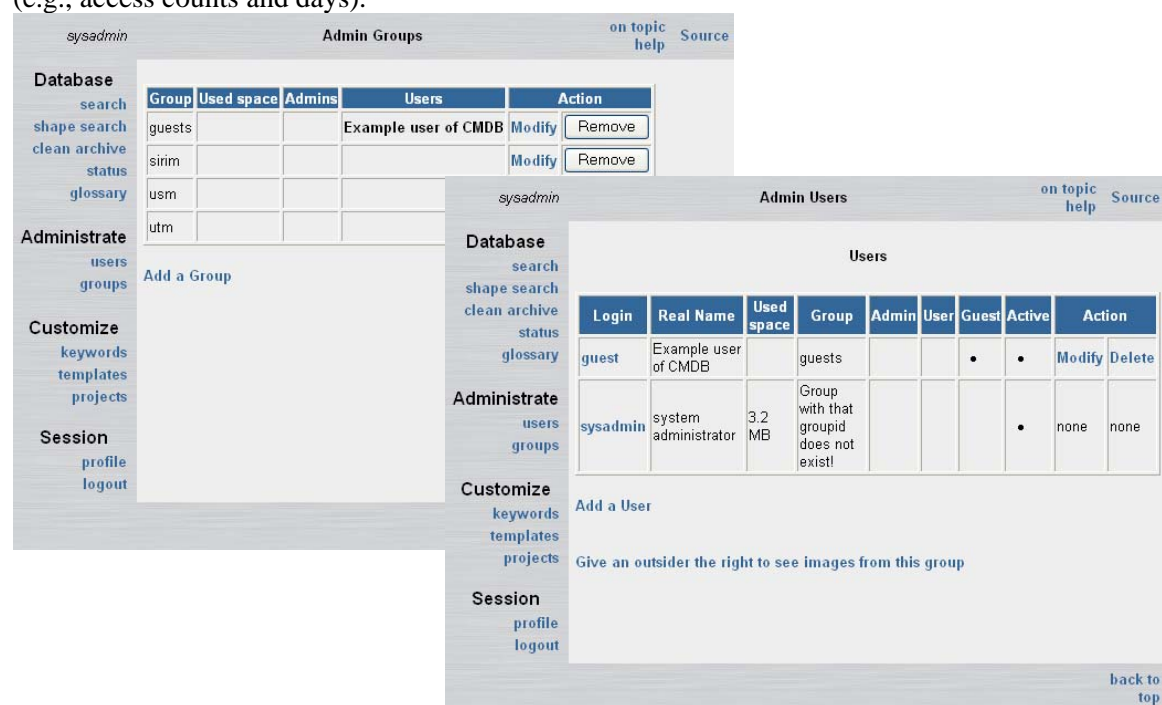 (e.g., access counts and days).
sysadmin
Admin Groups
on topic
help
Source
Database
search
shape search
clean archive
status
glossary
Administrate
users
groups
Customize
keywords
templates
projects
Session
profile
logout
Group Used space Admins Users Action
guests Example user of CMDB Modify Remove
sirim Modify Remove
usm
utm
Add a Group
sysadmin
Admin Users
on topic
help
Source
Database
search
shape search
clean archive
status
glossary
Administrate
users
groups
Customize
keywords
templates
projects
Session
profile
logout
Users
Login Real Name Used space Group Admin User Guest Active Action
guest Example user of CMDB guests • • Modify Delete
sysadmin system administrator 3.2 MB Group with that groupid does not exist! • none none
Add a User
Give an outsider the right to see images from this group
back to
top